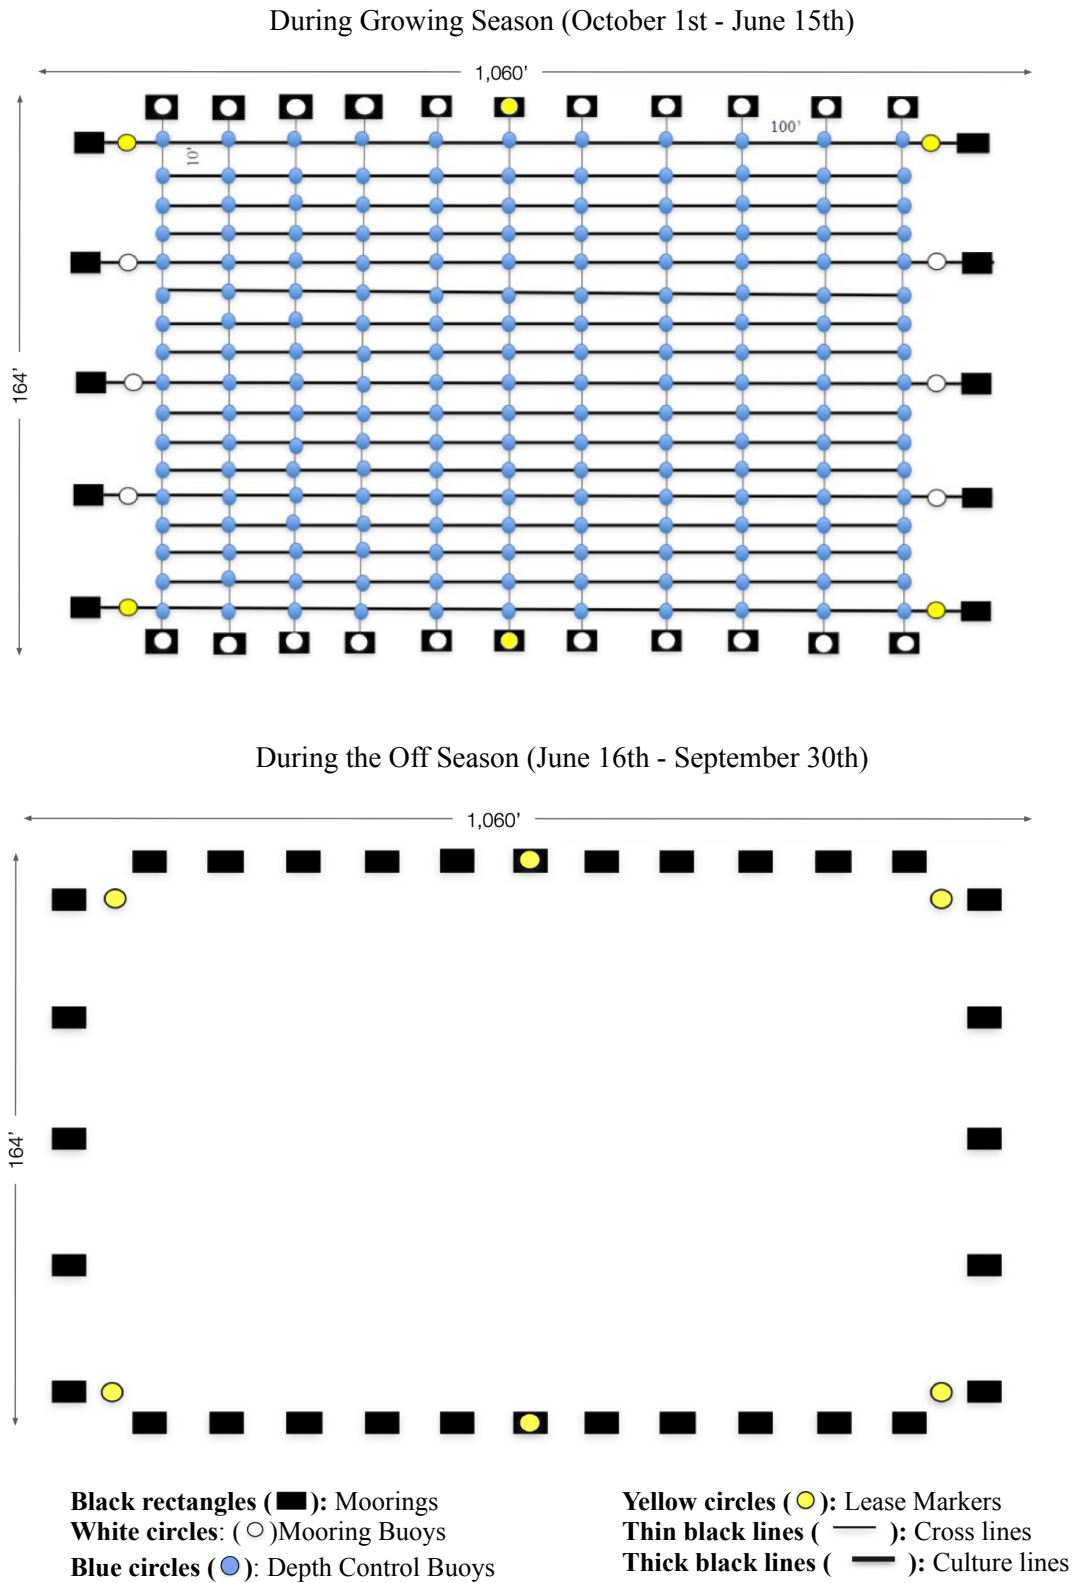 During Growing Season (October 1st - June 15th)
1,060’
100’
10’
164’
During the Off Season (June 16th - September 30th)
1,060’
164’
Black rectangles ( ): Moorings
White circles: ( )Mooring Buoys
Blue circles ( ): Depth Control Buoys
Yellow circles ( ): Lease Markers
Thin black lines ( ): Cross lines
Thick black lines ( ): Culture lines